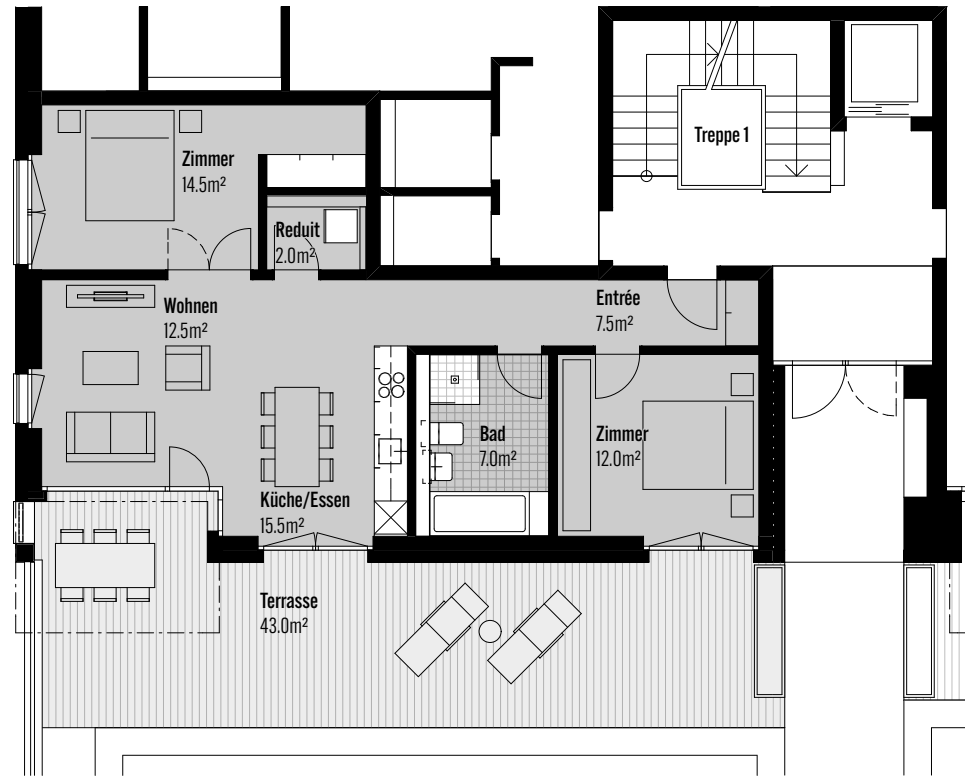 Treppe 1
Zimmer
14.5m²
Reduit
2.0m²
Wohnen
12.5m²
Entrée
7.5m²
Bad
7.0m²
Zimmer
12.0m²
Küche/Essen
15.5m²
Terrasse
43.0m²